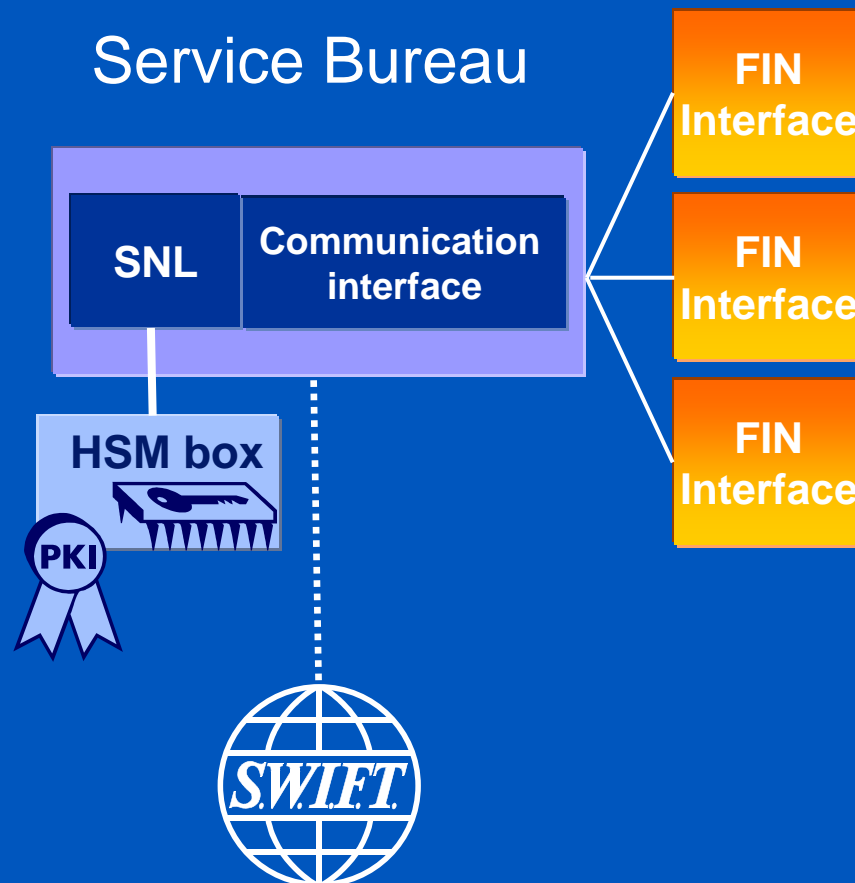 Service Bureau
SNL
Communication
interface
FIN
Interface
FIN
Interface
FIN
Interface
HSM box
PKI
S.W.I.F.T.